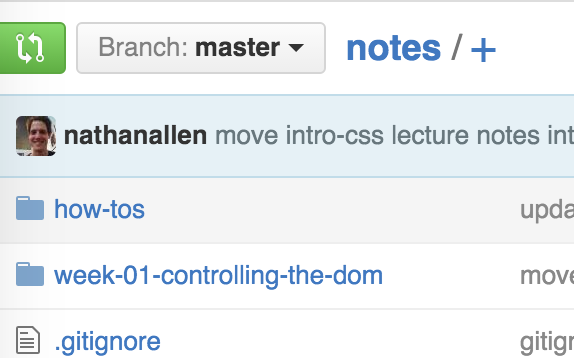 Branch: master notes / +
nathanallen move intro-css lecture notes int
how-tos upda
week-01-controlling-the-dom move
.gitignore gitigr